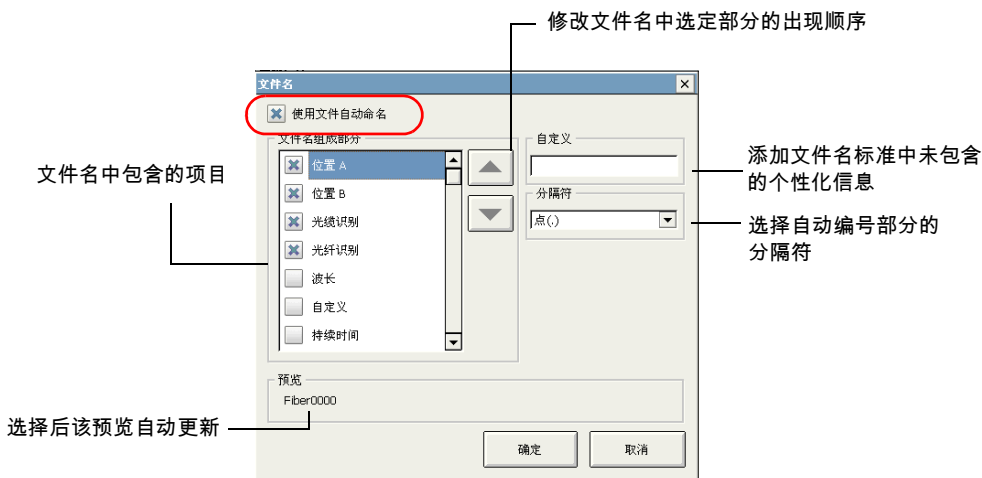 修改文件名中选定部分的出现顺序
文件名
使用文件自动命名
文件名组成部分
位置 A
位置 B
光缆识别
光纤识别
波长
自定义
持续时间
自定义
分隔符
点(.)
文件名中包含的项目
添加文件名标准中未包含
的个性化信息
选择自动编号部分的
分隔符
预览
Fiber0000
选择后该预览自动更新
确定
取消